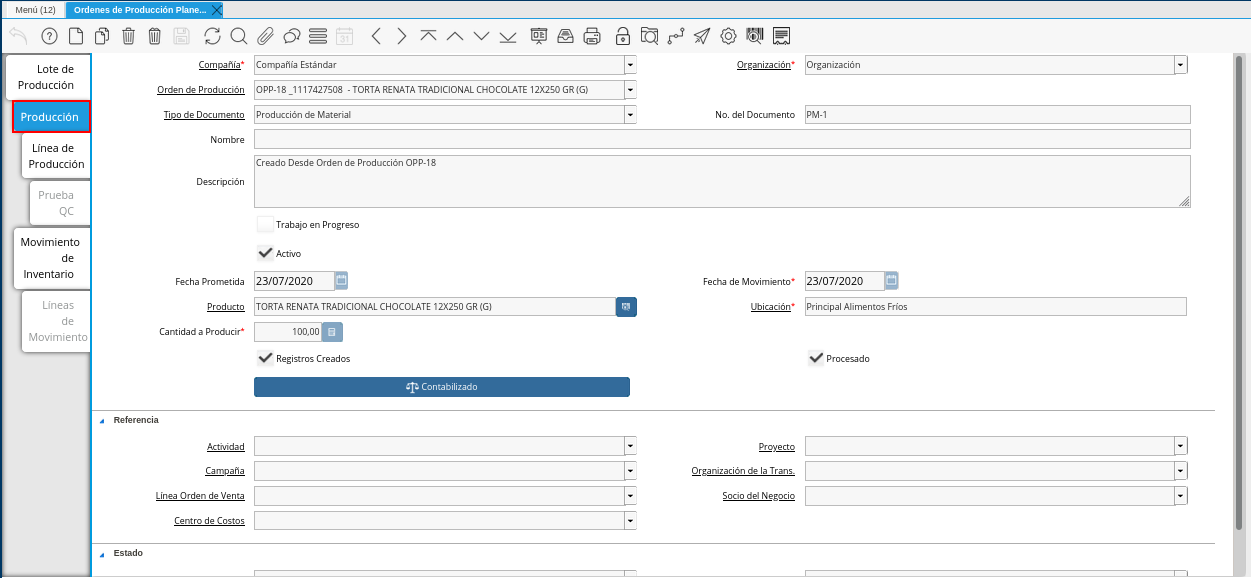 Menú (12)
Ordenes de Producción Plane...
31
Lote de
Producción
Producción
Línea de
Producción
Prueba
QC
Movimiento
de
Inventario
Líneas
de
Movimiento
Compañía* Compañía Estándar
Organización* Organización
Orden de Producción OPP-18 _1117427508 - TORTA RENATA TRADICIONAL CHOCOLATE 12X250 GR (G)
Tipo de Documento Producción de Material
No. del Documento PM-1
Nombre
Descripción Creado Desde Orden de Producción OPP-18
Trabajo en Progreso
Activo
Fecha Prometida 23/07/2020
Fecha de Movimiento* 23/07/2020
Producto TORTA RENATA TRADICIONAL CHOCOLATE 12X250 GR (G)
Ubicación* Principal Alimentos Fríos
Cantidad a Producir* 100,00
Registros Creados
Procesado
Contabilizado
Referencia
Actividad
Proyecto
Campaña
Organización de la Trans.
Línea Orden de Venta
Socio del Negocio
Centro de Costos
Estado